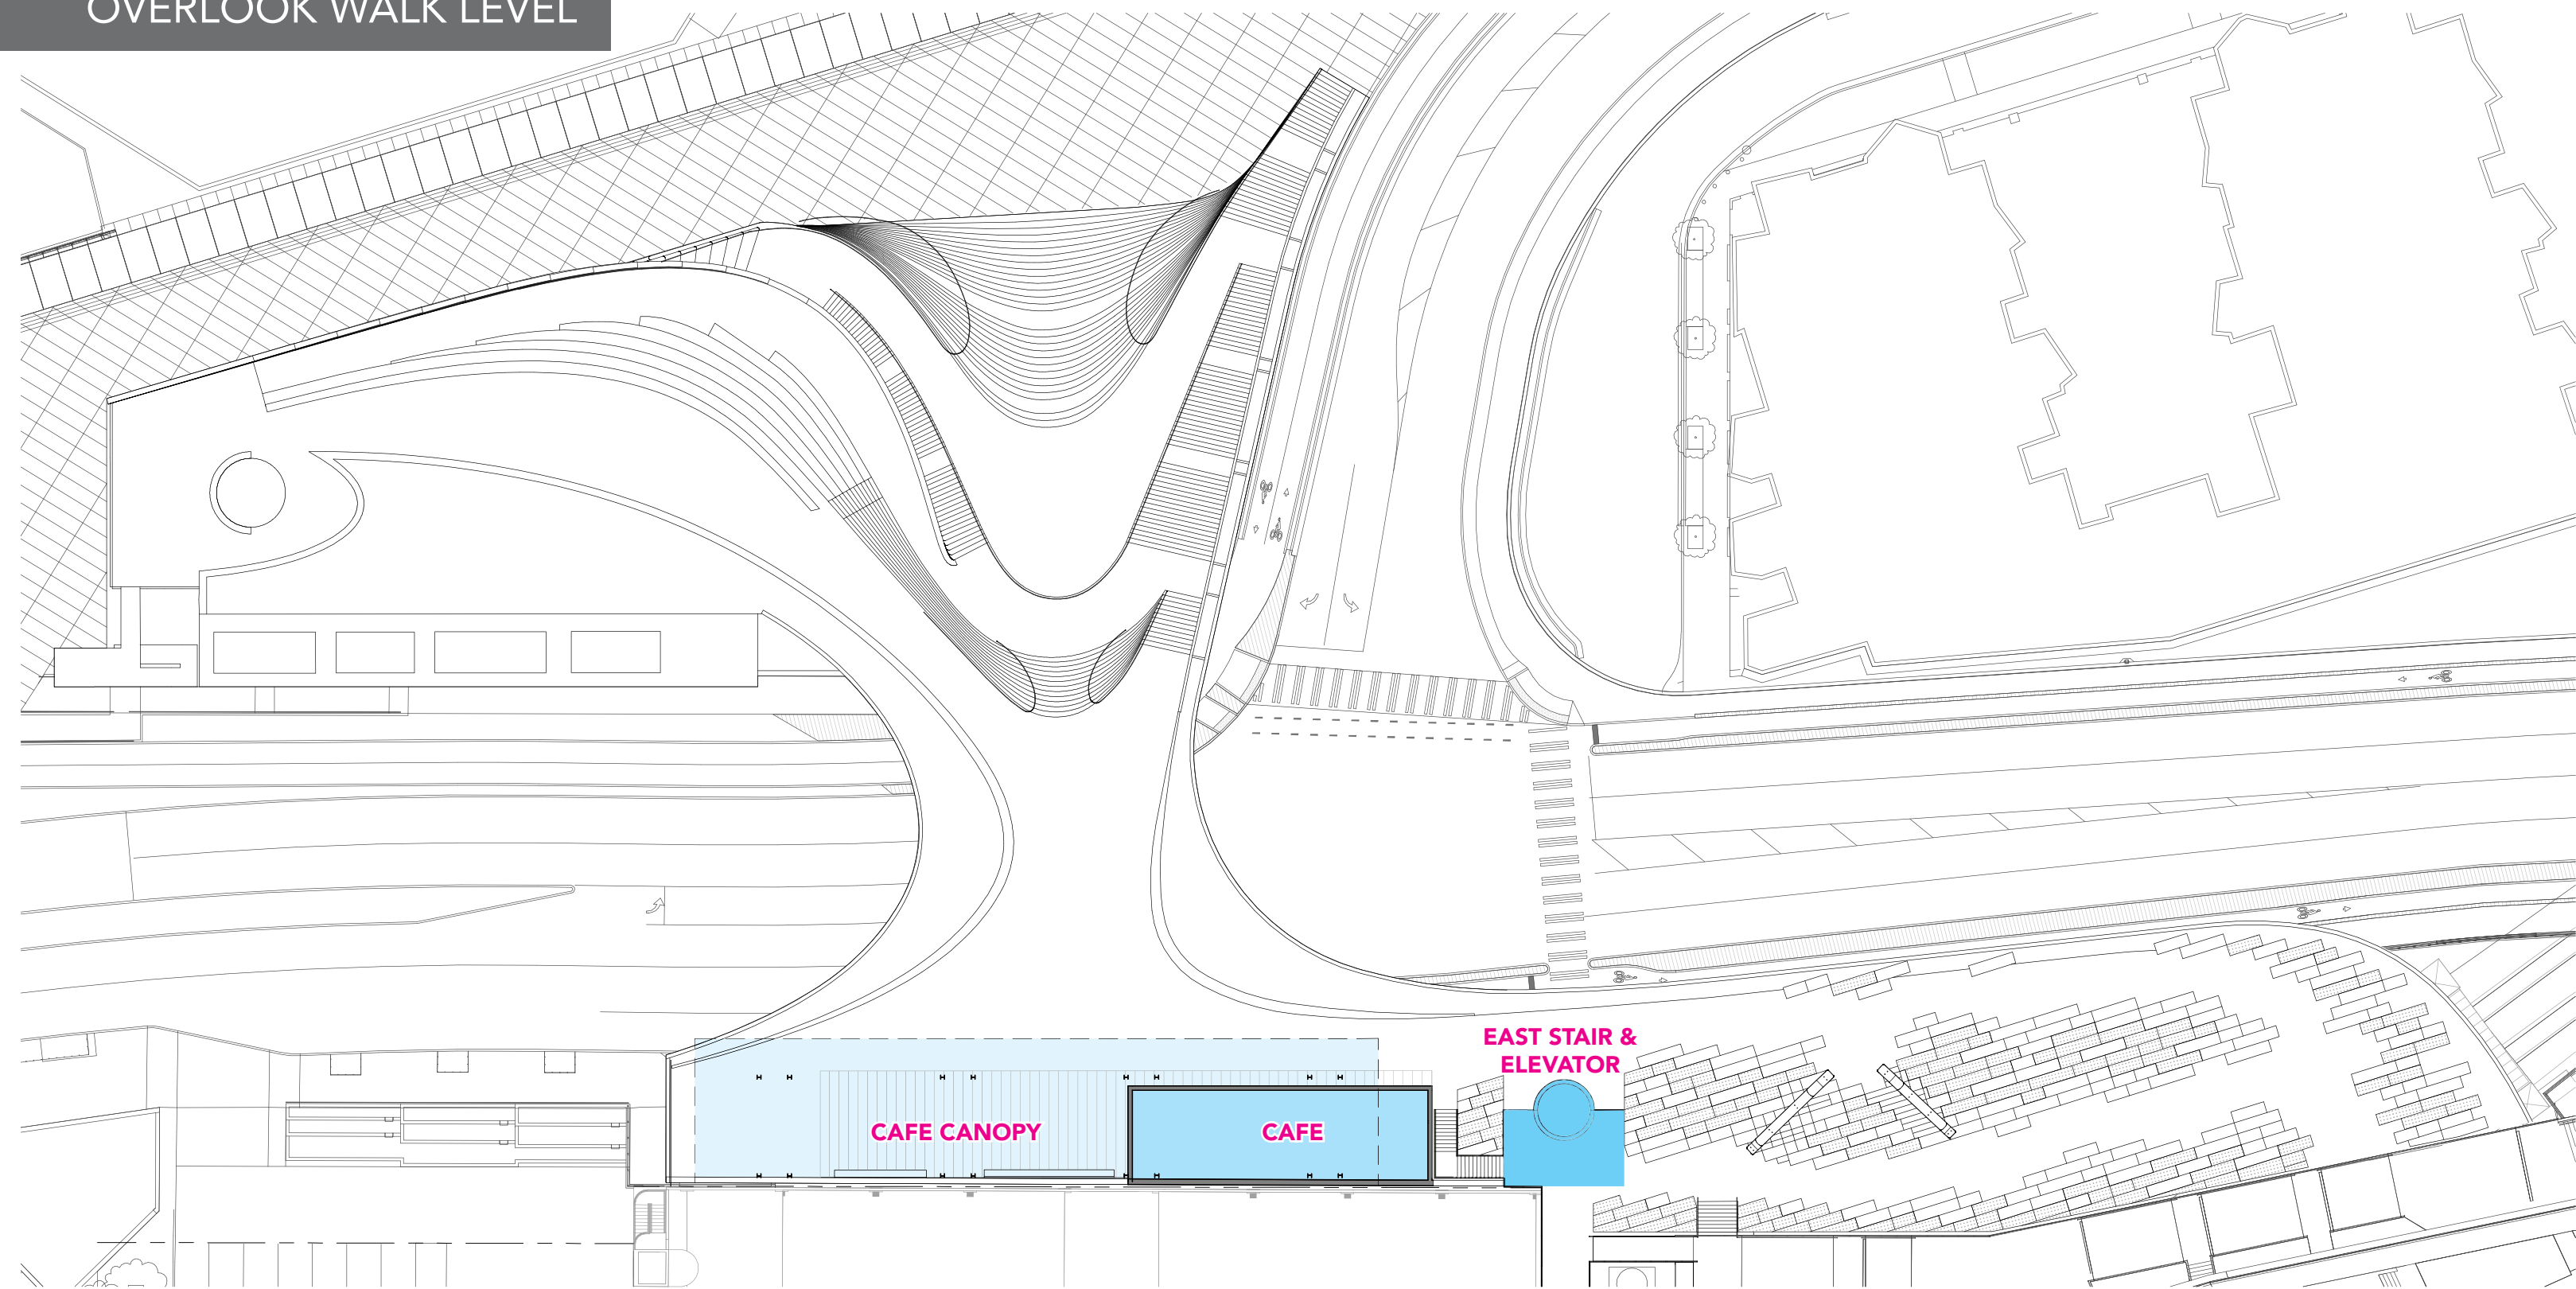 OVERLOOK WALK LEVEL
EAST STAIR &
ELEVATOR
CAFE CANOPY
CAFE